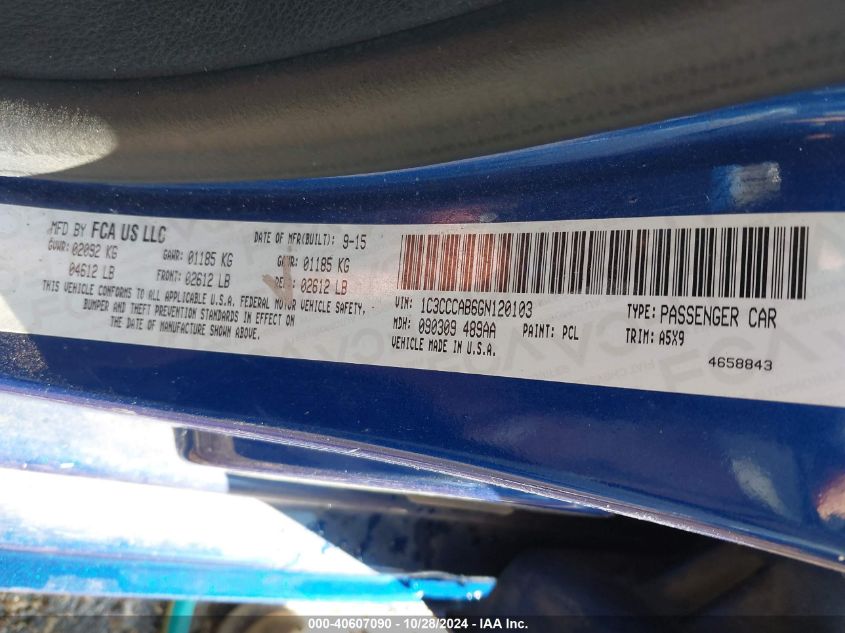 MFD BY FCA US LLC DATE OF MFR(BUILT): 9-15
GVWR: 02092 KG GAWR: 01185 KG GAWR: 01185 KG
04612 LB FRONT: 02612 LB REAR: 02612 LB
THIS VEHICLE CONFORMS TO ALL APPLICABLE U.S.A. FEDERAL MOTOR VEHICLE SAFETY,
BUMPER AND THEFT PREVENTION STANDARDS IN EFFECT ON
THE DATE OF MANUFACTURE SHOWN ABOVE.
VIN: 1C3CCCAB6GN120103 TYPE: PASSENGER CAR
MDH: 090309 489AA PAINT: PCL TRIM: A5X9
VEHICLE MADE IN U.S.A. 4658843
000-40607090 - 10/28/2024 - IAA Inc.